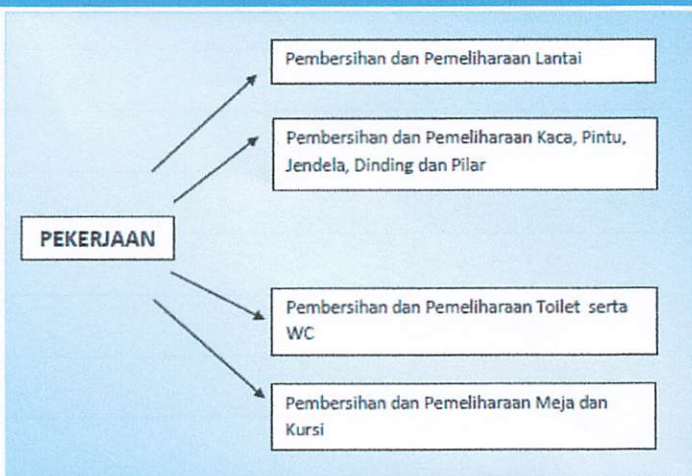 Pembersihan dan Pemeliharaan Lantai
Pembersihan dan Pemeliharaan Kaca, Pintu,
Jendela, Dinding dan Pilar
PEKERJAAN
Pembersihan dan Pemeliharaan Toilet serta
WC
Pembersihan dan Pemeliharaan Meja dan
Kursi